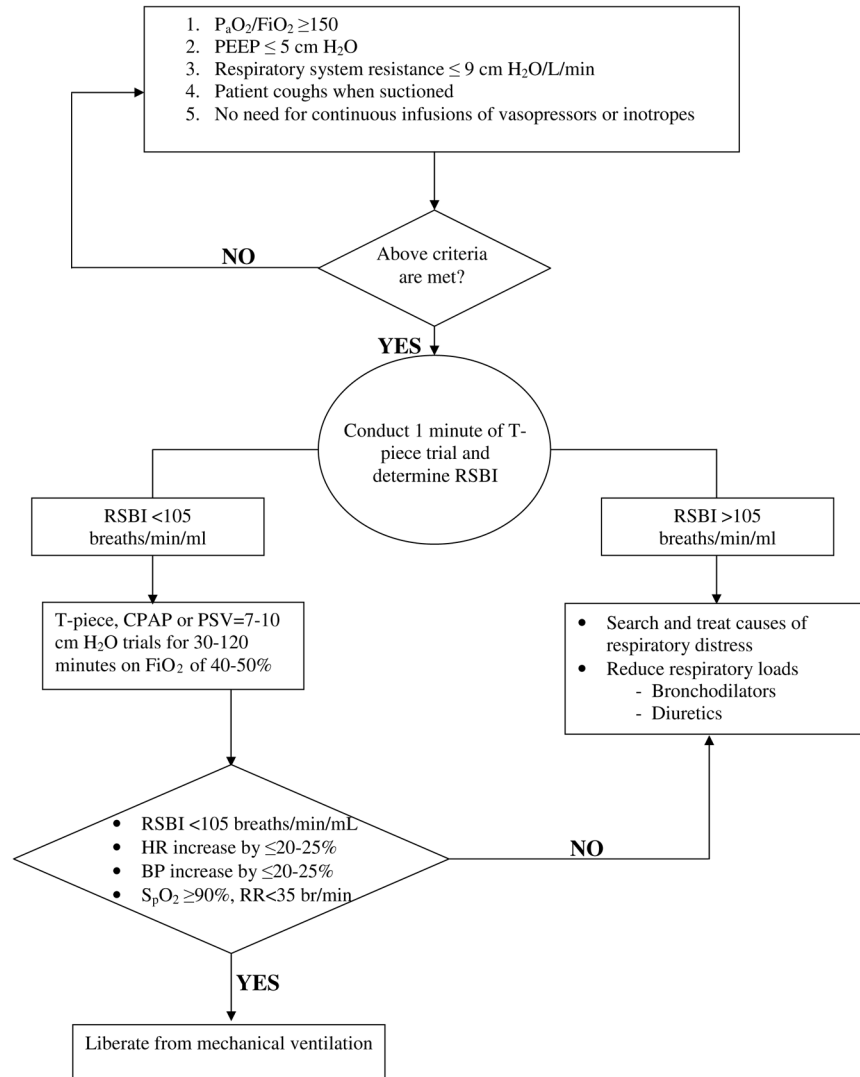 1. PₐO₂/FiO₂ ≥150
2. PEEP ≤ 5 cm H₂O
3. Respiratory system resistance ≤ 9 cm H₂O/L/min
4. Patient coughs when suctioned
5. No need for continuous infusions of vasopressors or inotropes
NO
Above criteria
are met?
YES
Conduct 1 minute of T-
piece trial and
determine RSBI
RSBI <105
breaths/min/ml
RSBI >105
breaths/min/ml
T-piece, CPAP or PSV=7-10
cm H₂O trials for 30-120
minutes on FiO₂ of 40-50%
• Search and treat causes of
respiratory distress
• Reduce respiratory loads
- Bronchodilators
- Diuretics
• RSBI <105 breaths/min/mL
• HR increase by ≤20-25%
• BP increase by ≤20-25%
• SₚO₂ ≥90%, RR<35 br/min
NO
YES
Liberate from mechanical ventilation